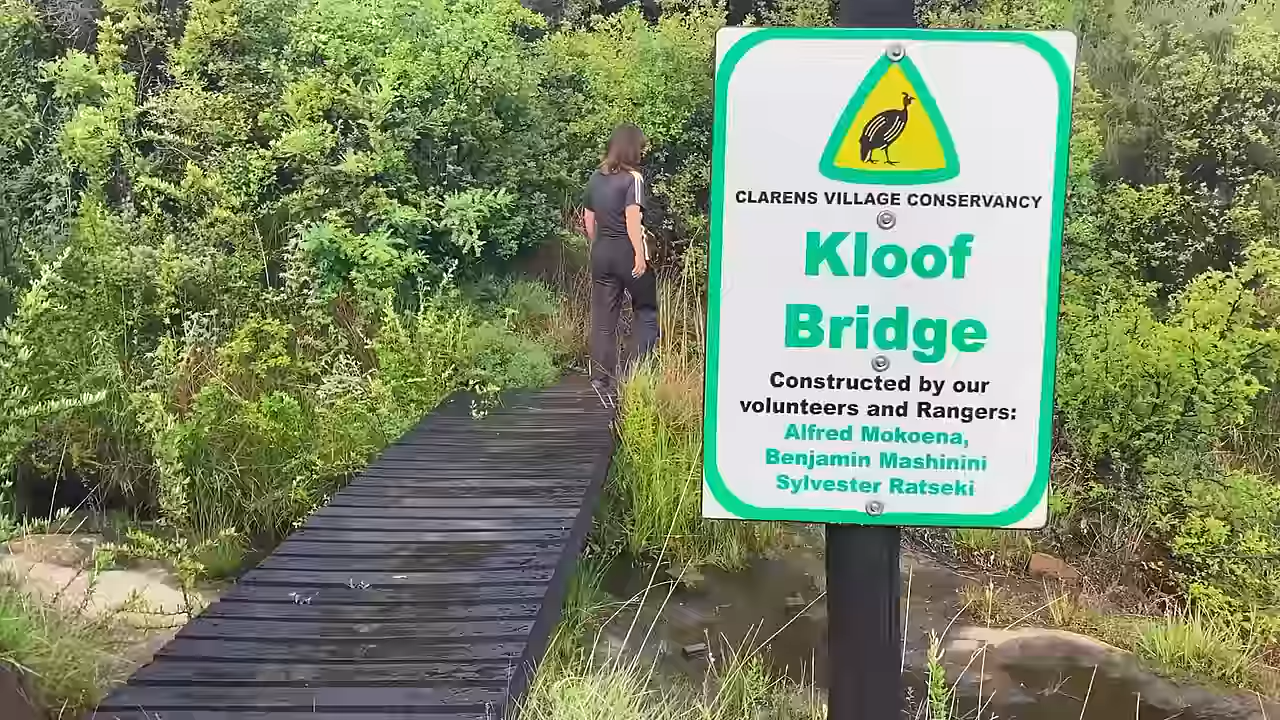 CLARENS VILLAGE CONSERVANCY
Kloof
Bridge
Constructed by our
volunteers and Rangers:
Alfred Mokoena,
Benjamin Mashinini
Sylvester Ratseki